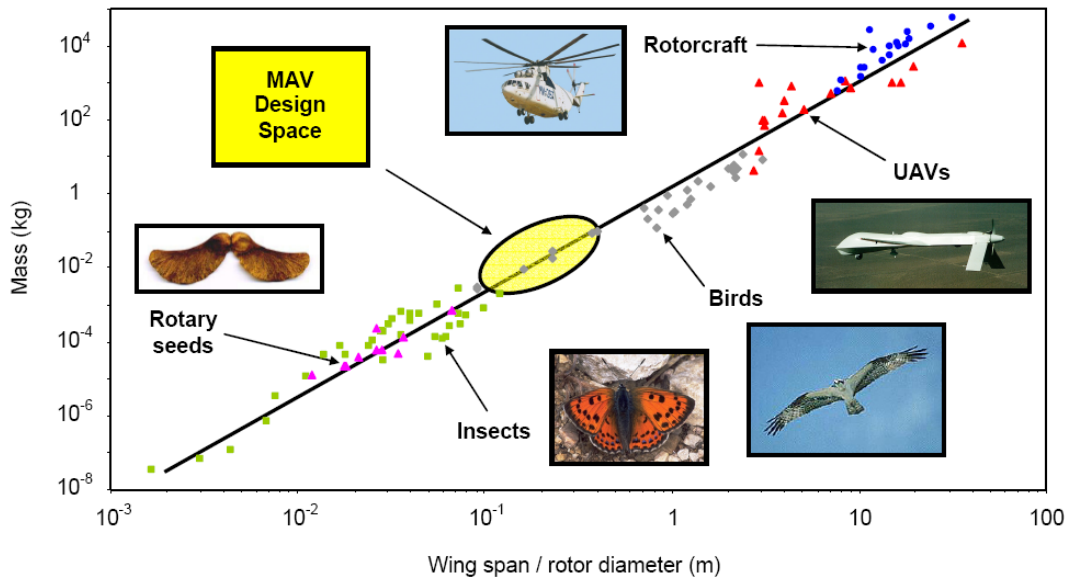 10⁴
10²
1
10⁻²
10⁻⁴
10⁻⁶
10⁻⁸
Mass (kg)
MAV
Design
Space
Rotorcraft
UAVs
Birds
Rotary
seeds
Insects
10⁻³
10⁻²
10⁻¹
1
10
100
Wing span / rotor diameter (m)